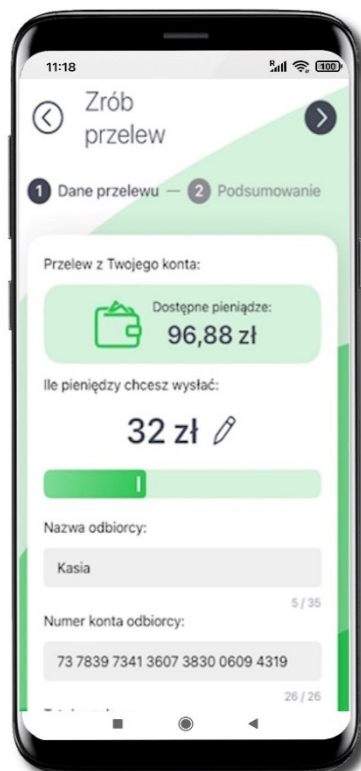 11:18
R
100
Zrób
przelew
1 Dane przelewu — 2 Podsumowanie
Przelew z Twojego konta:
Dostępne pieniądze:
96,88 zł
Ile pieniędzy chcesz wysłać:
32 zł
Nazwa odbiorcy:
Kasia
5 / 35
Numer konta odbiorcy:
73 7839 7341 3607 3830 0609 4319
26 / 26